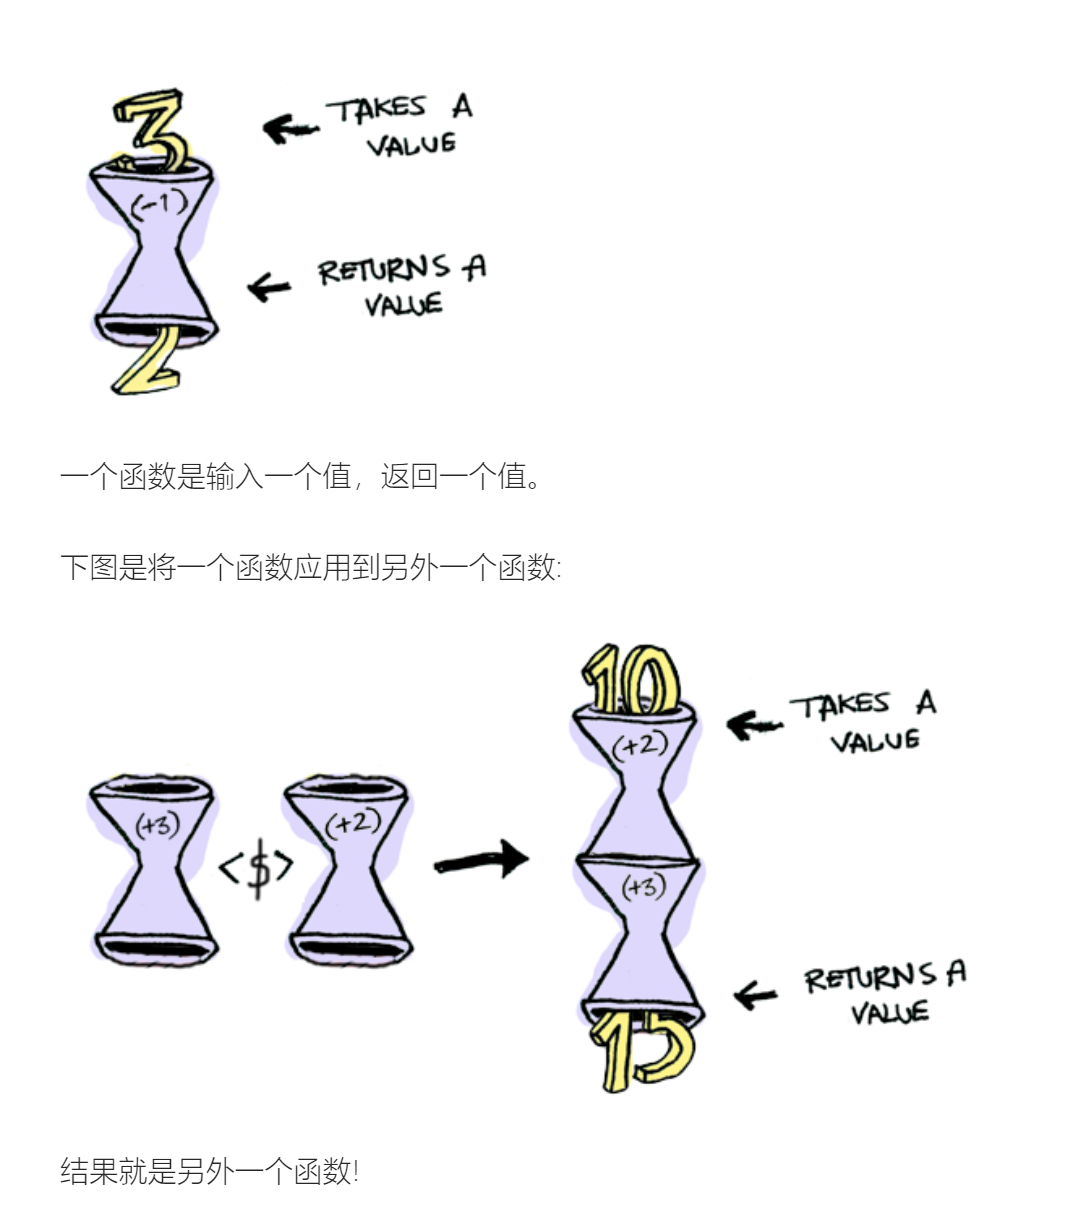 3
TAKES A
VALUE
(-1)
RETURNS A
VALUE
2
一个函数是输入一个值，返回一个值。
下图是将一个函数应用到另外一个函数:
10
TAKES A
VALUE
(+2)
(+3) <$> (+2)
(+3)
RETURNS A
VALUE
15
结果就是另外一个函数!